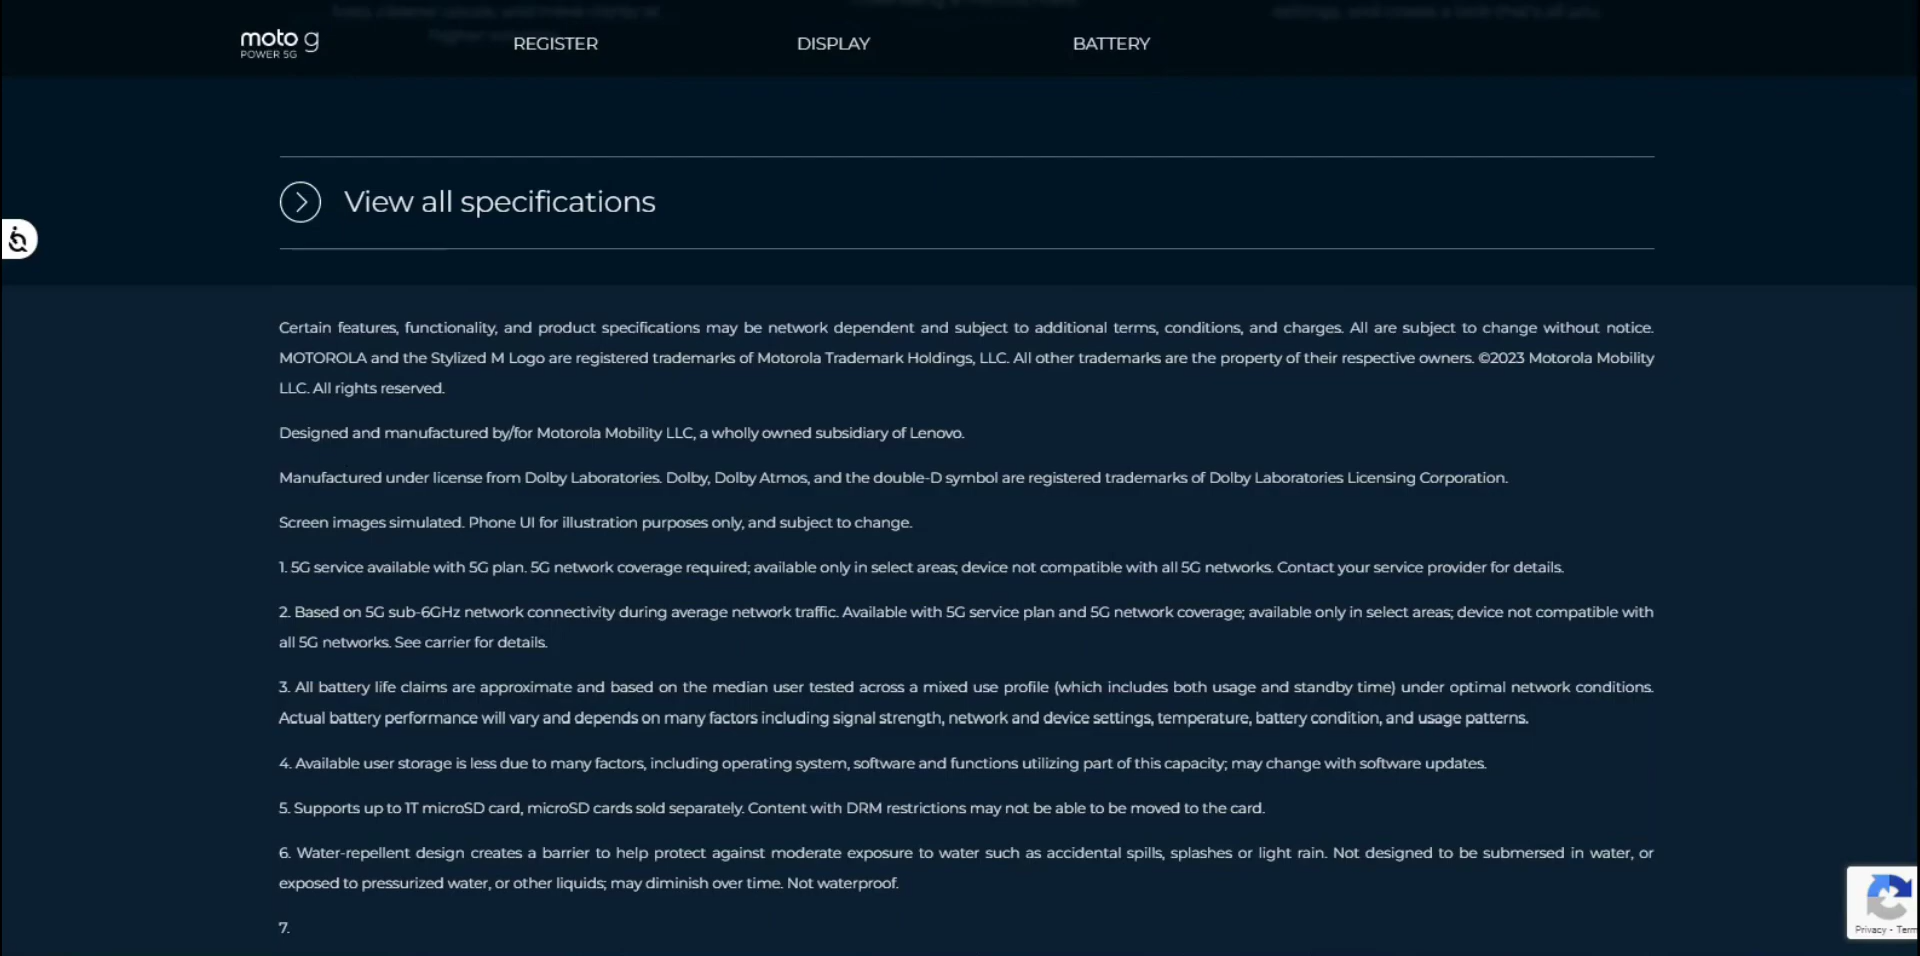 moto g
POWER 5G
REGISTER
DISPLAY
BATTERY
View all specifications
Certain features, functionality, and product specifications may be network dependent and subject to additional terms, conditions, and charges. All are subject to change without notice.
MOTOROLA and the Stylized M Logo are registered trademarks of Motorola Trademark Holdings, LLC. All other trademarks are the property of their respective owners. ©2023 Motorola Mobility
LLC. All rights reserved.
Designed and manufactured by/for Motorola Mobility LLC, a wholly owned subsidiary of Lenovo.
Manufactured under license from Dolby Laboratories. Dolby, Dolby Atmos, and the double-D symbol are registered trademarks of Dolby Laboratories Licensing Corporation.
Screen images simulated. Phone UI for illustration purposes only, and subject to change.
1. 5G service available with 5G plan. 5G network coverage required; available only in select areas; device not compatible with all 5G networks. Contact your service provider for details.
2. Based on 5G sub-6GHz network connectivity during average network traffic. Available with 5G service plan and 5G network coverage; available only in select areas; device not compatible with
all 5G networks. See carrier for details.
3. All battery life claims are approximate and based on the median user tested across a mixed use profile (which includes both usage and standby time) under optimal network conditions.
Actual battery performance will vary and depends on many factors including signal strength, network and device settings, temperature, battery condition, and usage patterns.
4. Available user storage is less due to many factors, including operating system, software and functions utilizing part of this capacity; may change with software updates.
5. Supports up to 1T microSD card, microSD cards sold separately. Content with DRM restrictions may not be able to be moved to the card.
6. Water-repellent design creates a barrier to help protect against moderate exposure to water such as accidental spills, splashes or light rain. Not designed to be submersed in water, or
exposed to pressurized water, or other liquids; may diminish over time. Not waterproof.
7.
Privacy - Term